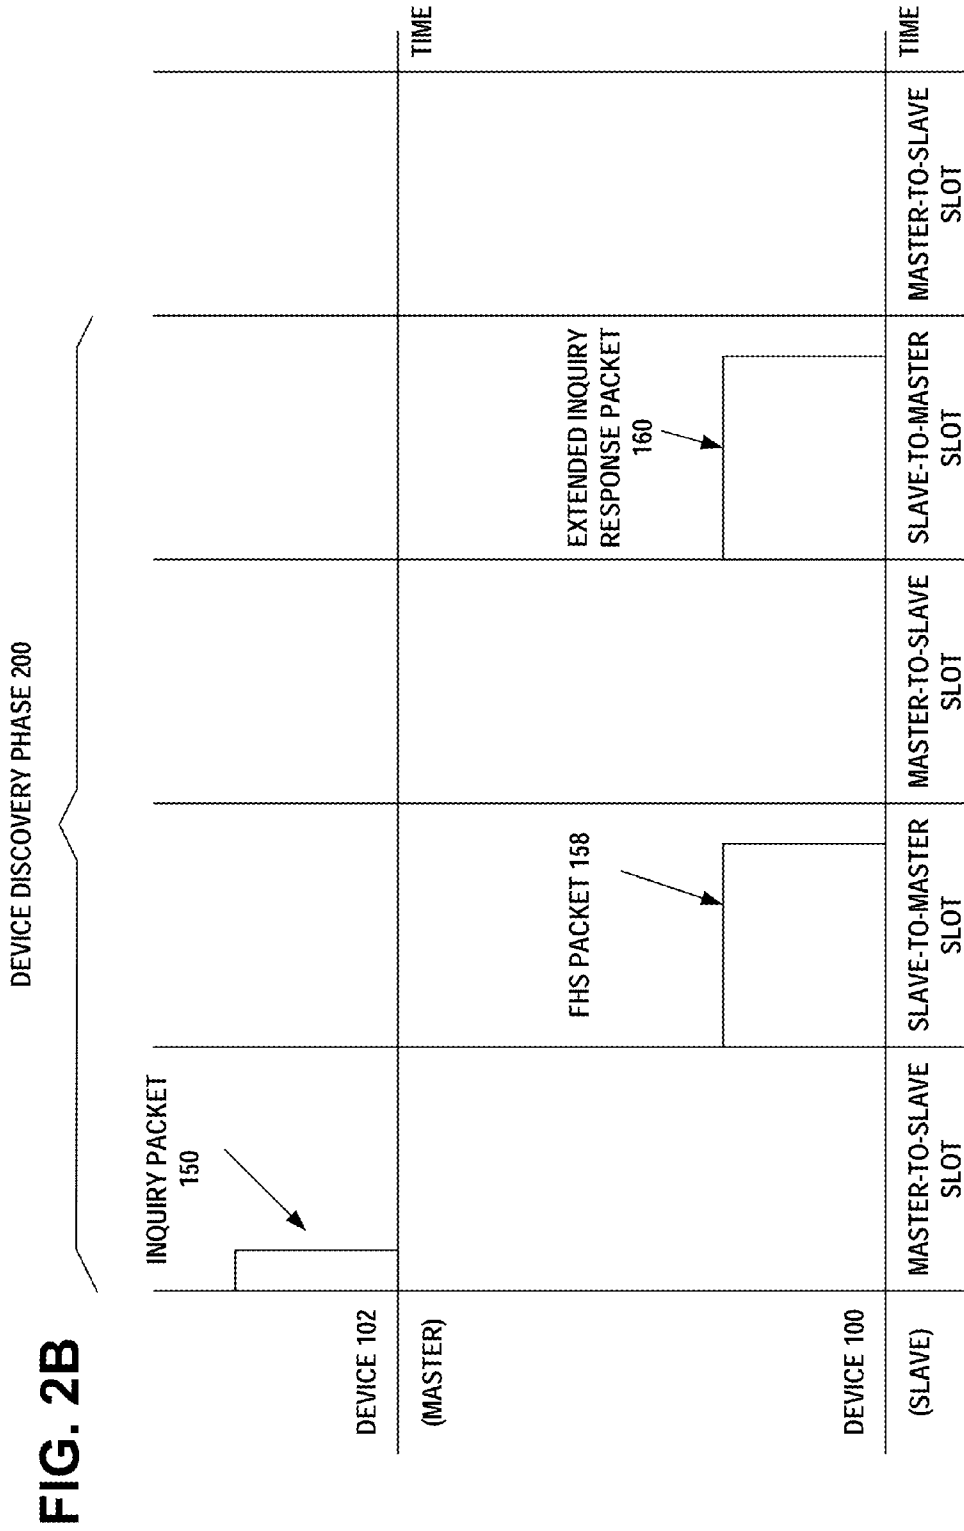 FIG. 2B
DEVICE DISCOVERY PHASE 200
INQUIRY PACKET
150
DEVICE 102
(MASTER)
TIME
FHS PACKET 158
EXTENDED INQUIRY
RESPONSE PACKET
160
DEVICE 100
(SLAVE)
TIME
MASTER-TO-SLAVE
SLOT
SLAVE-TO-MASTER
SLOT
MASTER-TO-SLAVE
SLOT
SLAVE-TO-MASTER
SLOT
MASTER-TO-SLAVE
SLOT